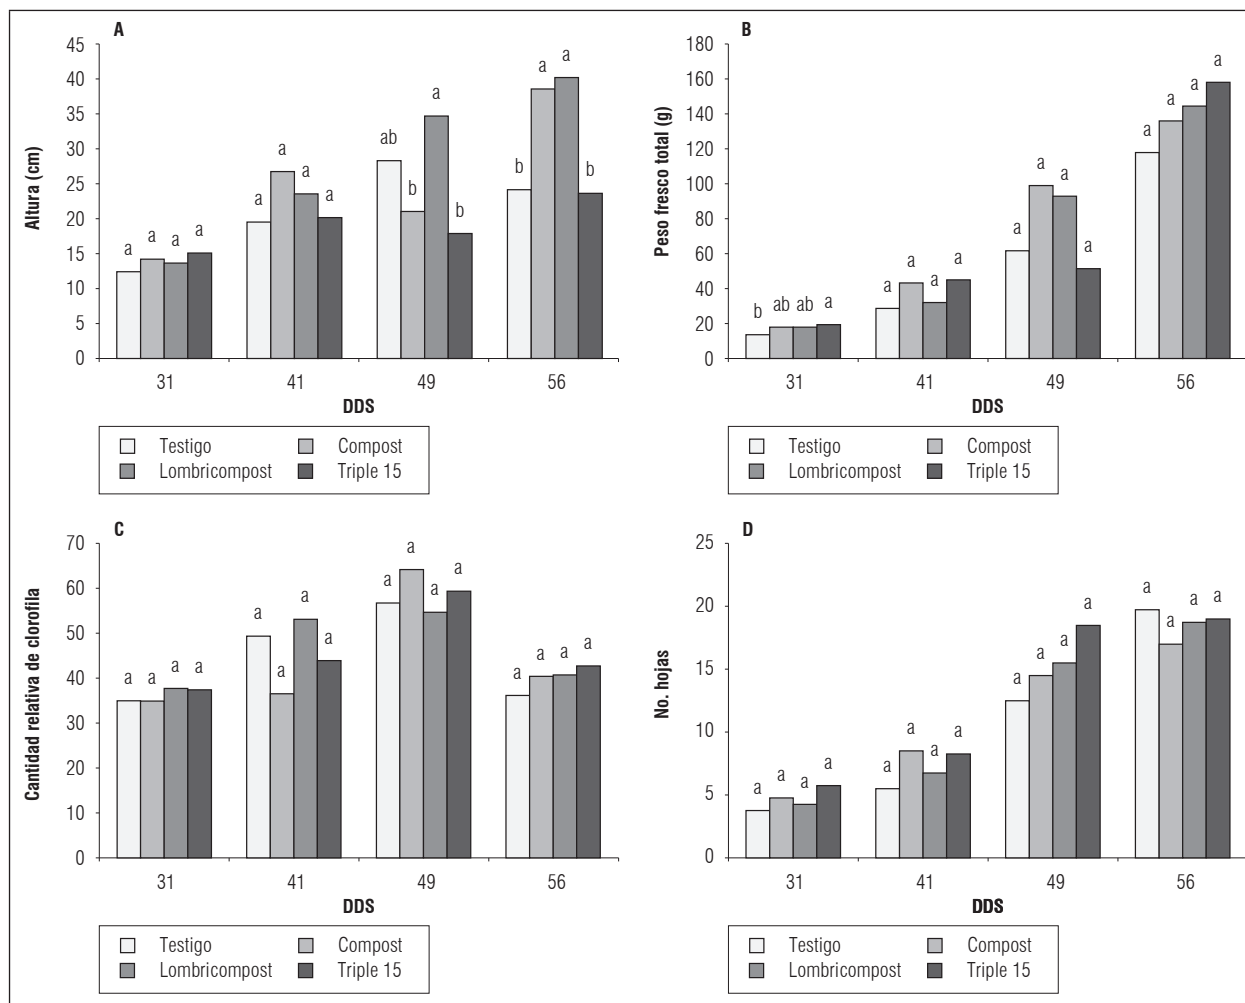 A
Altura (cm)
45
40
35
30
25
20
15
10
5
0
a a a a
a a a a
ab b a b
b a a b
31 41 49 56
DDS
Testigo Compost
Lombricompost Triple 15
B
Peso fresco total (g)
180
160
140
120
100
80
60
40
20
0
b ab ab a
a a a a
a a a a
a a a a
31 41 49 56
DDS
Testigo Compost
Lombricompost Triple 15
C
Cantidad relativa de clorofila
70
60
50
40
30
20
10
0
a a a a
a a a a
a a a a
a a a a
31 41 49 56
DDS
Testigo Compost
Lombricompost Triple 15
D
No. hojas
25
20
15
10
5
0
a a a a
a a a a
a a a a
a a a a
31 41 49 56
DDS
Testigo Compost
Lombricompost Triple 15